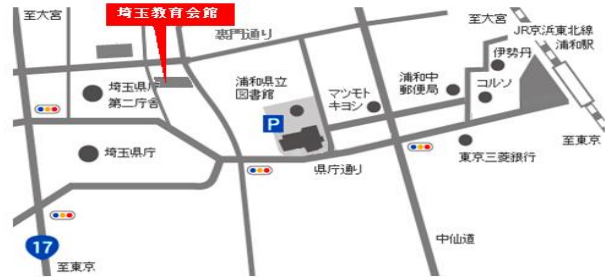 至大宮
埼玉教育会館
裏門通り
至大宮
JR京浜東北線
浦和駅
伊勢丹
埼玉県庁
第二庁舎
浦和県立
図書館
マツモト
キヨシ
浦和中
郵便局
コルソ
P
埼玉県庁
県庁通り
東京三菱銀行
至東京
17
至東京
中仙道